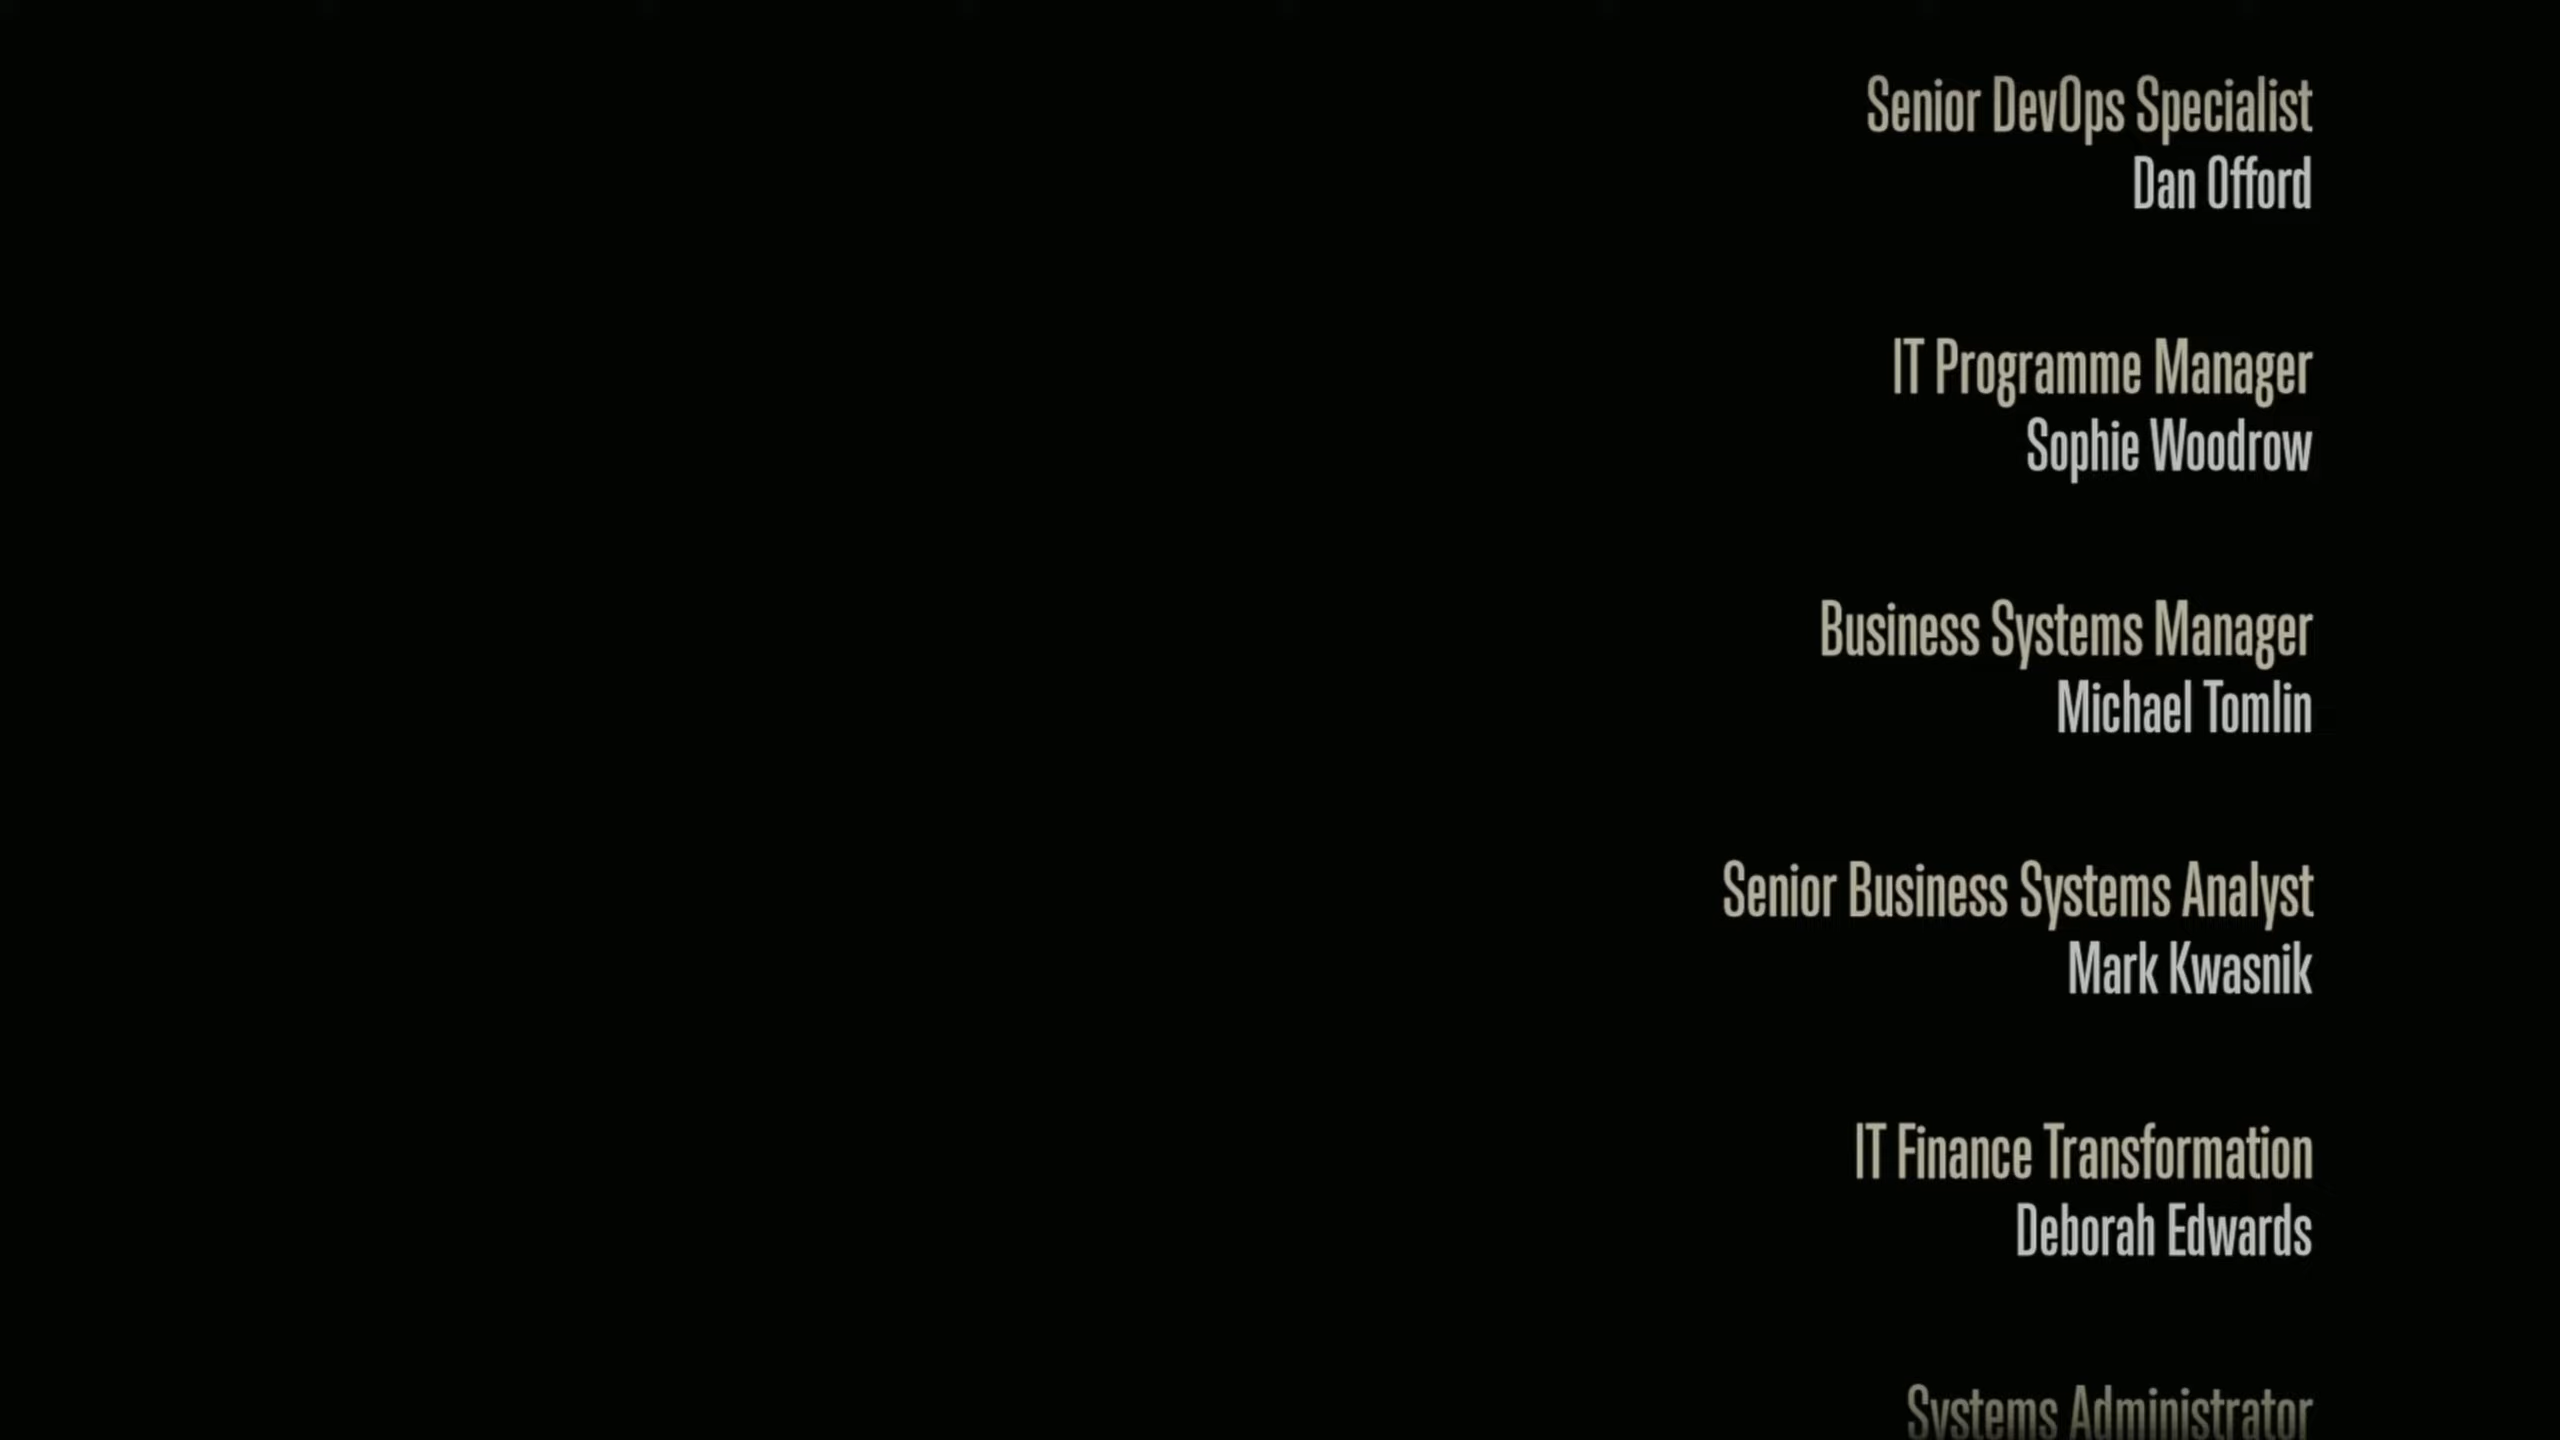 Senior DevOps Specialist
Dan Offord
IT Programme Manager
Sophie Woodrow
Business Systems Manager
Michael Tomlin
Senior Business Systems Analyst
Mark Kwasnik
IT Finance Transformation
Deborah Edwards
Systems Administrator